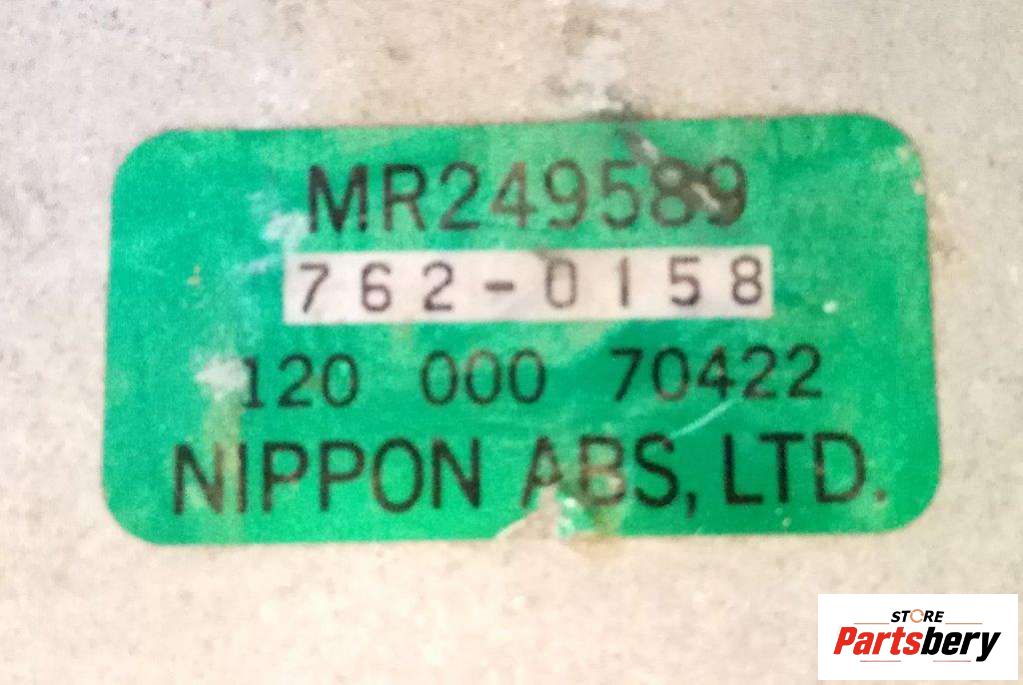 MR249589
762-0158
120 000 70422
NIPPON ABS, LTD.
STORE
Partsbery